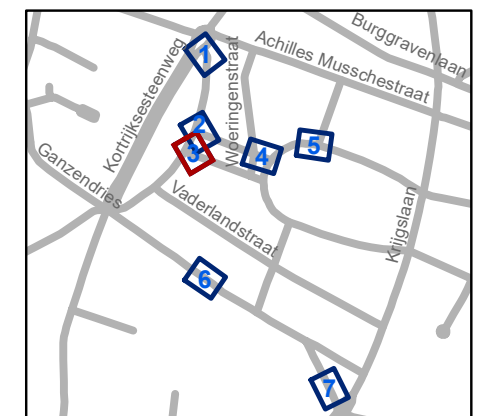 Burggravenlaan
Achilles Musschestraat
Kortrijksesteenweg
Woeringenstraat
1
2
3
4
5
Ganzendries
Vaderlandstraat
Krijgslaan
6
7